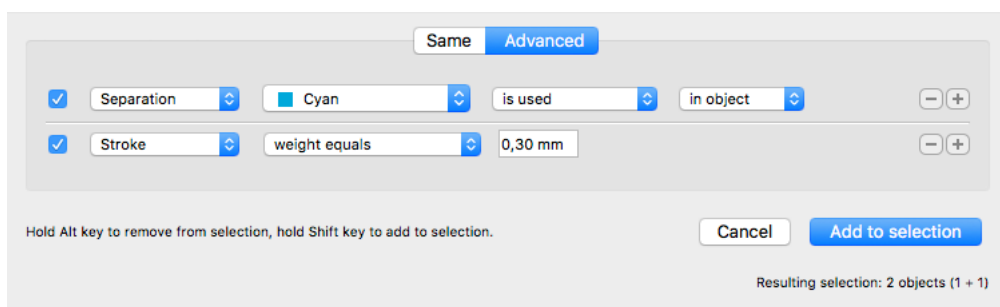 Same Advanced
Separation Cyan is used in object
Stroke weight equals 0,30 mm
Hold Alt key to remove from selection, hold Shift key to add to selection. Cancel Add to selection
Resulting selection: 2 objects (1 + 1)